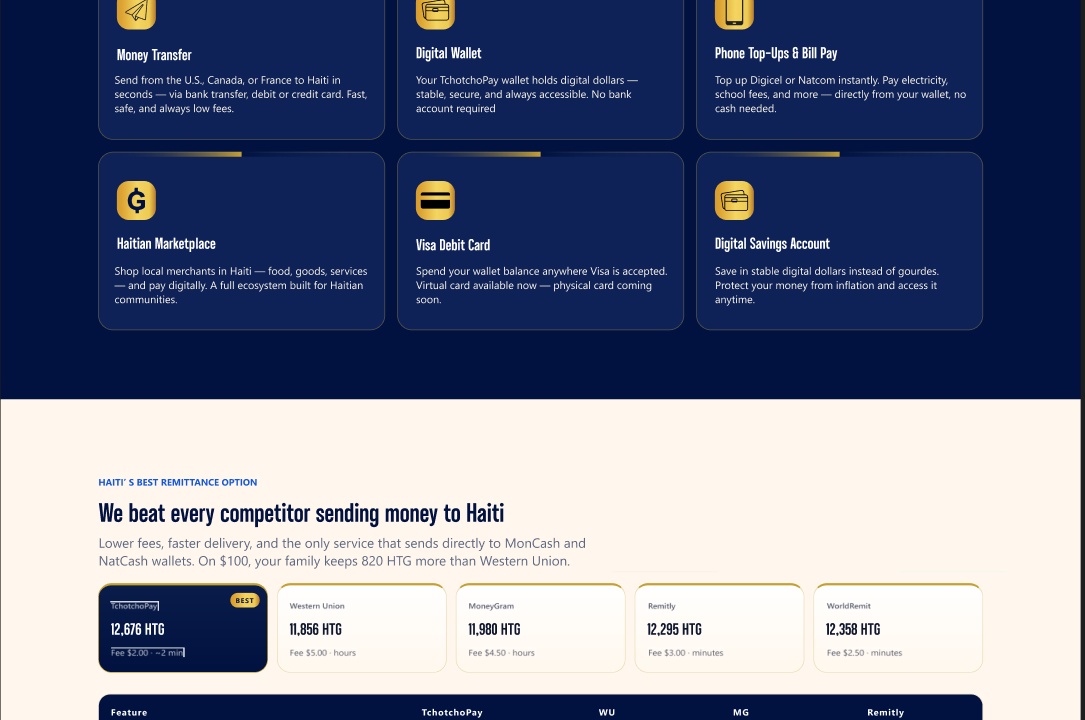 Money Transfer
Send from the U.S., Canada, or France to Haiti in
seconds — via bank transfer, debit or credit card. Fast,
safe, and always low fees.
Digital Wallet
Your TchotchoPay wallet holds digital dollars —
stable, secure, and always accessible. No bank
account required
Phone Top-Ups & Bill Pay
Top up Digicel or Natcom instantly. Pay electricity,
school fees, and more — directly from your wallet, no
cash needed.
Haitian Marketplace
Shop local merchants in Haiti — food, goods, services
— and pay digitally. A full ecosystem built for Haitian
communities.
Visa Debit Card
Spend your wallet balance anywhere Visa is accepted.
Virtual card available now — physical card coming
soon.
Digital Savings Account
Save in stable digital dollars instead of gourdes.
Protect your money from inflation and access it
anytime.
HAITI' S BEST REMITTANCE OPTION
We beat every competitor sending money to Haiti
Lower fees, faster delivery, and the only service that sends directly to MonCash and
NatCash wallets. On $100, your family keeps 820 HTG more than Western Union.
TchotchoPay
BEST
12,676 HTG
Fee $2.00 · ~2 min
Western Union
11,856 HTG
Fee $5.00 · hours
MoneyGram
11,980 HTG
Fee $4.50 · hours
Remitly
12,295 HTG
Fee $3.00 · minutes
WorldRemit
12,358 HTG
Fee $2.50 · minutes
Feature TchotchoPay WU MG Remitly